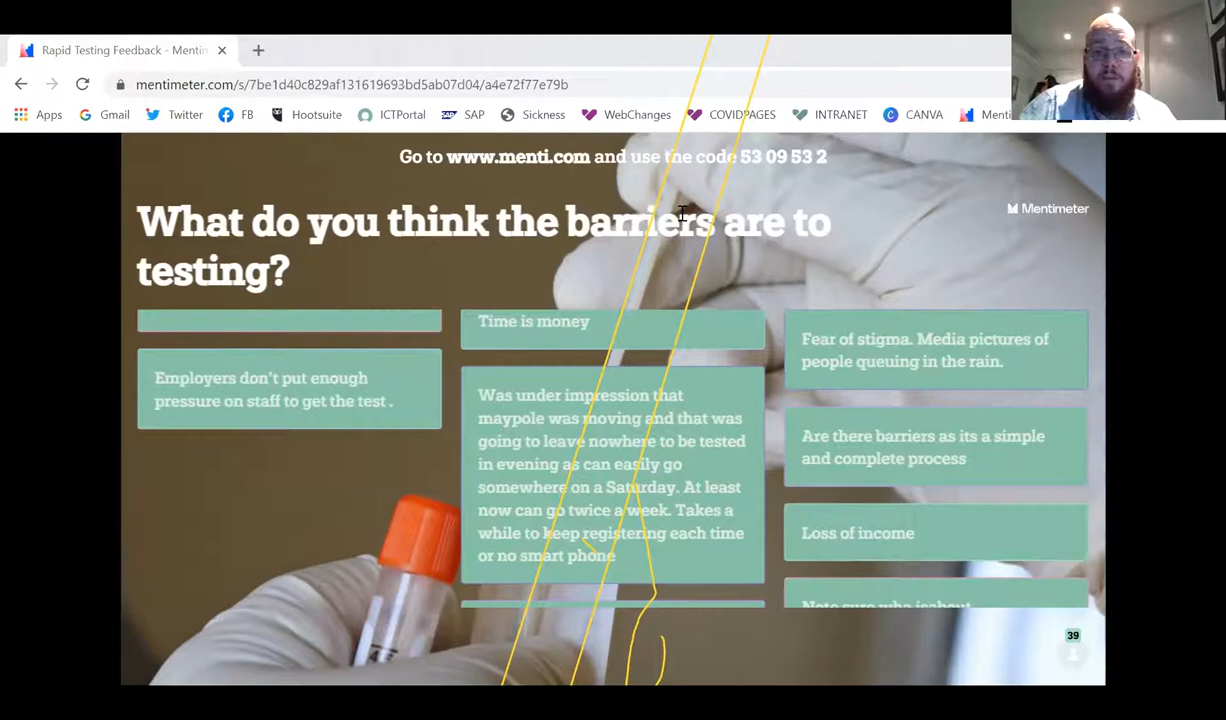 Rapid Testing Feedback - Mentin
mentimeter.com/s/7be1d40c829af131619693bd5ab07d04/a4e72f77e79b
Apps Gmail Twitter FB Hootsuite ICTPortal SAP Sickness WebChanges COVIDPAGES INTRANET CANVA Menti
Go to www.menti.com and use the code 53 09 53 2
Mentimeter
What do you think the barriers are to
testing?
Employers don't put enough
pressure on staff to get the test .
Time is money
Was under impression that
maypole was moving and that was
going to leave nowhere to be tested
in evening as can easily go
somewhere on a Saturday. At least
now can go twice a week. Takes a
while to keep registering each time
or no smart phone
Fear of stigma. Media pictures of
people queuing in the rain.
Are there barriers as its a simple
and complete process
Loss of income
Note sure who isabout
39